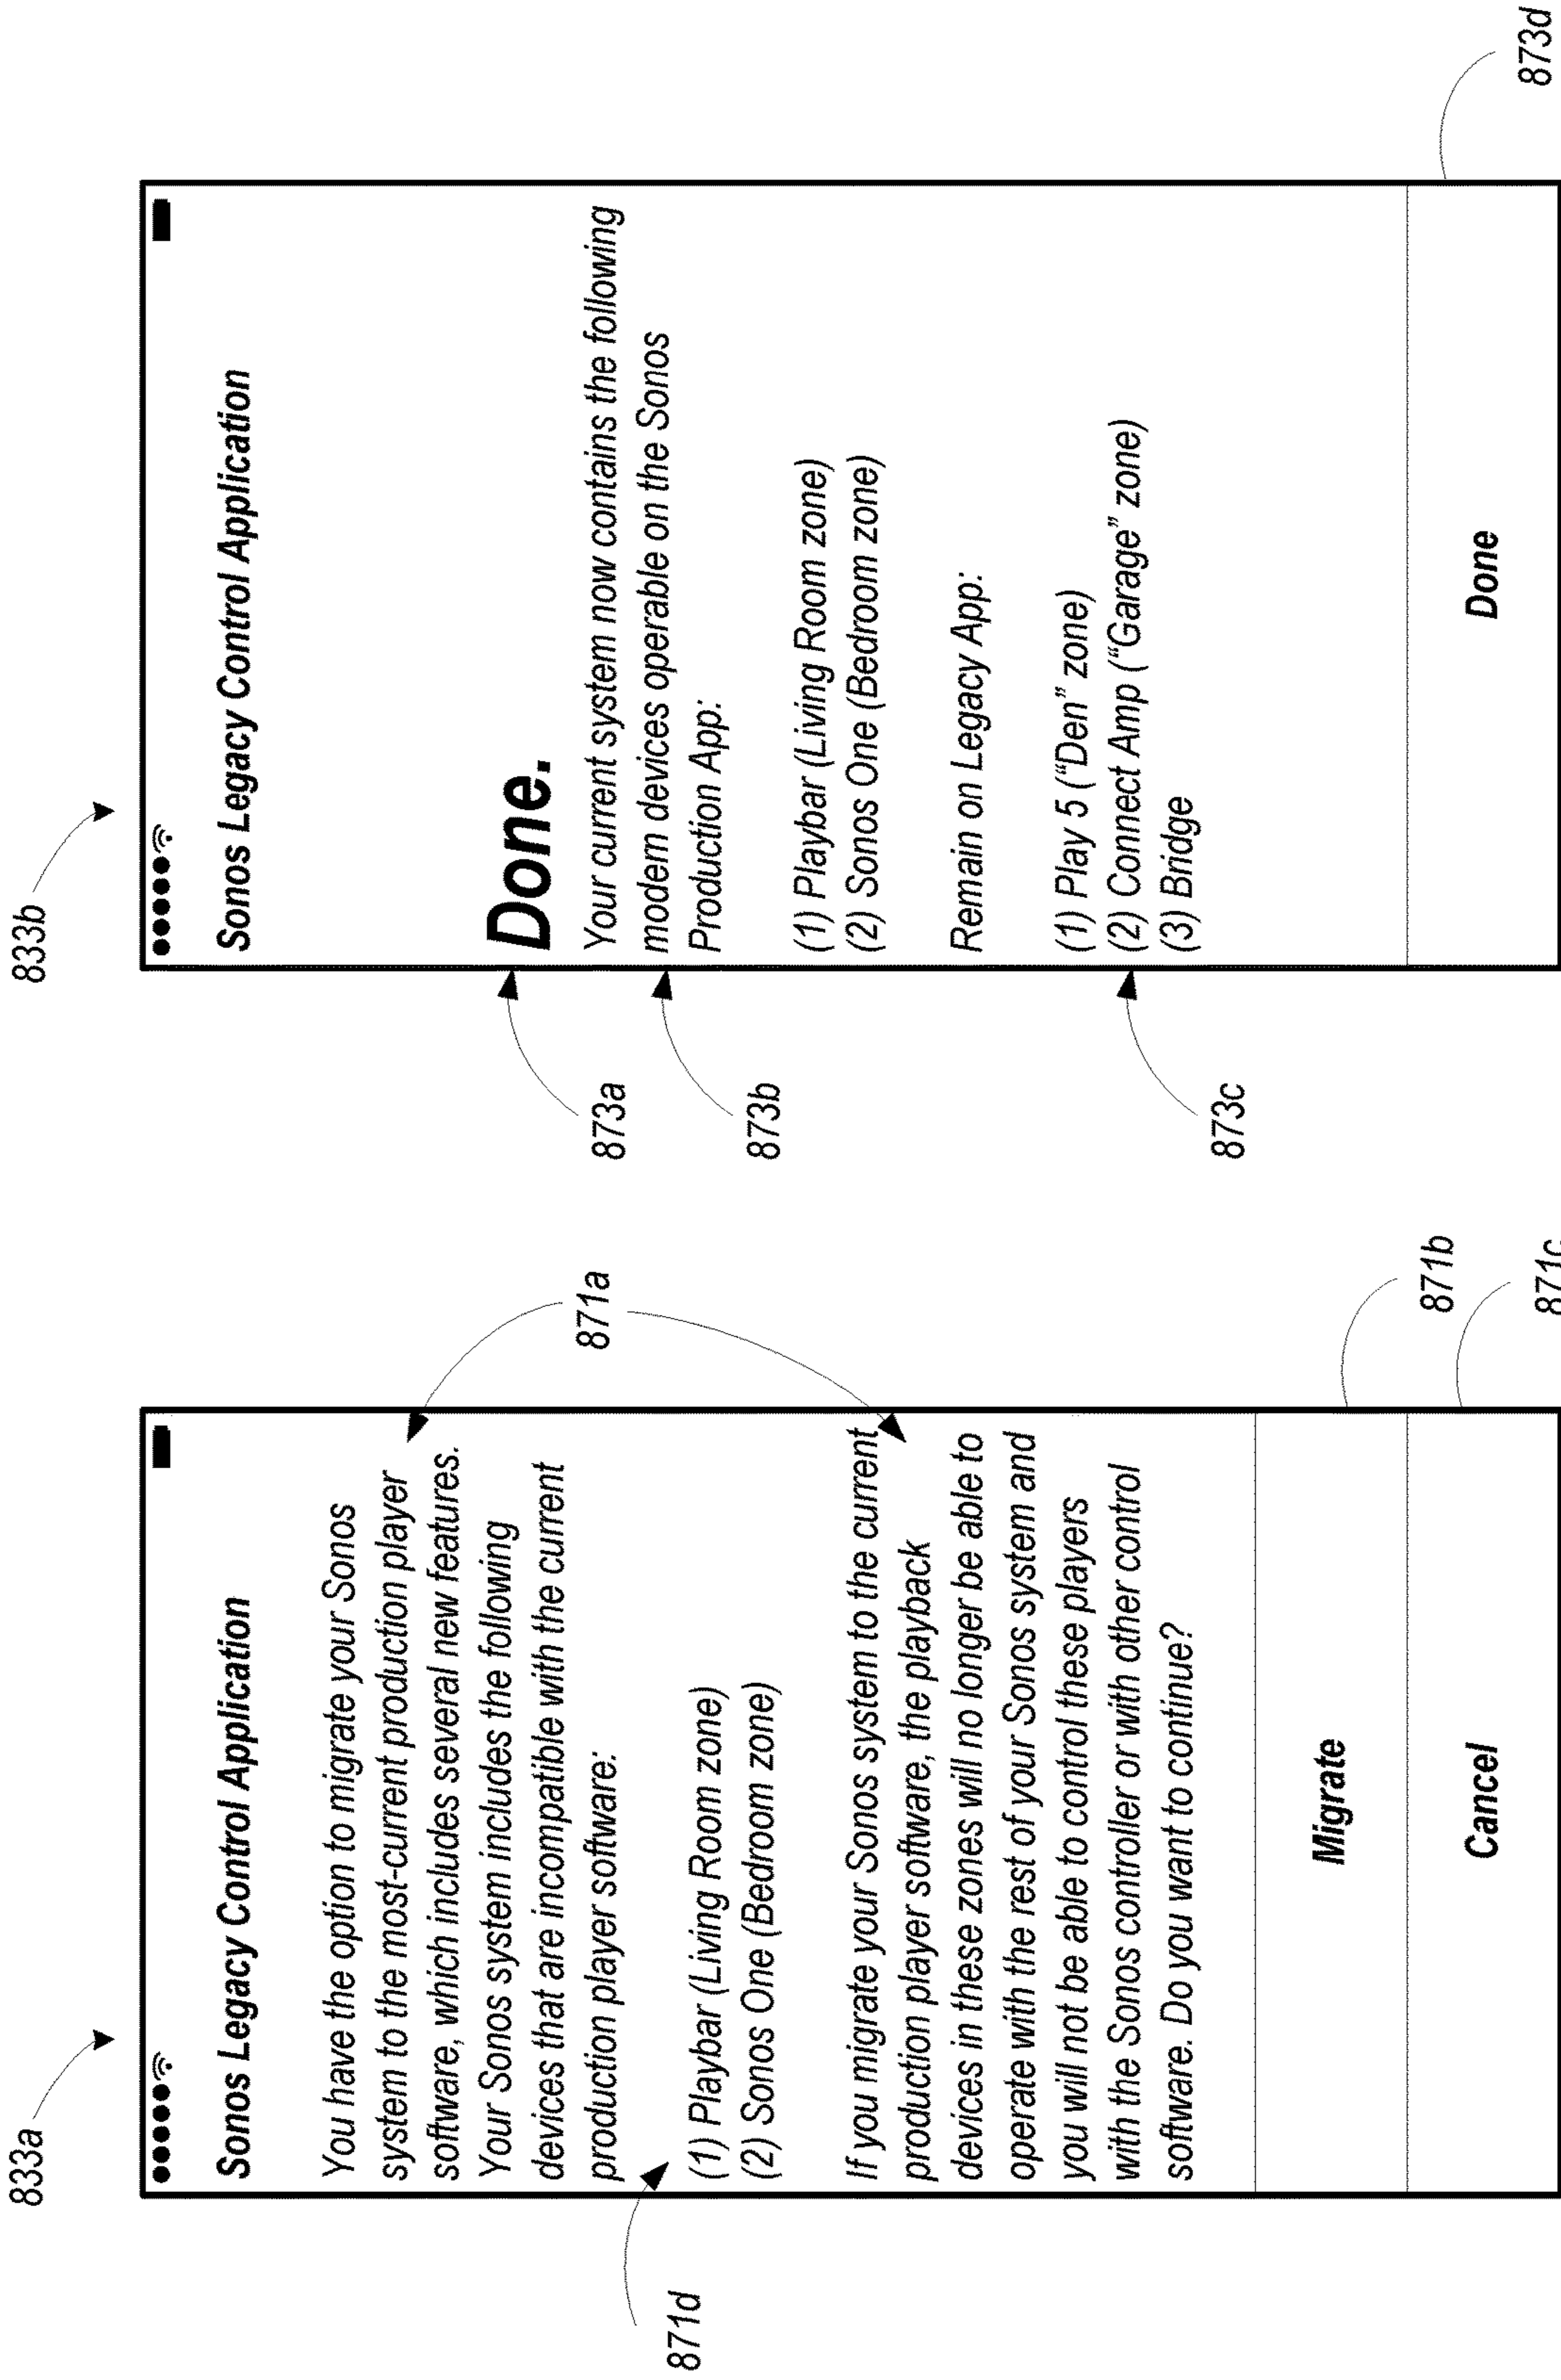 833a
Sonos Legacy Control Application
You have the option to migrate your Sonos
system to the most-current production player
software, which includes several new features.
Your Sonos system includes the following
devices that are incompatible with the current
production player software:
(1) Playbar (Living Room zone)
(2) Sonos One (Bedroom zone)
If you migrate your Sonos system to the current
production player software, the playback
devices in these zones will no longer be able to
operate with the rest of your Sonos system and
you will not be able to control these players
with the Sonos controller or with other control
software. Do you want to continue?
Migrate
Cancel
871d
871a
871b
871c
833b
Sonos Legacy Control Application
Done.
Your current system now contains the following
modern devices operable on the Sonos
Production App:
(1) Playbar (Living Room zone)
(2) Sonos One (Bedroom zone)
Remain on Legacy App:
(1) Play 5 (“Den” zone)
(2) Connect Amp (“Garage” zone)
(3) Bridge
Done
873a
873b
873c
873d